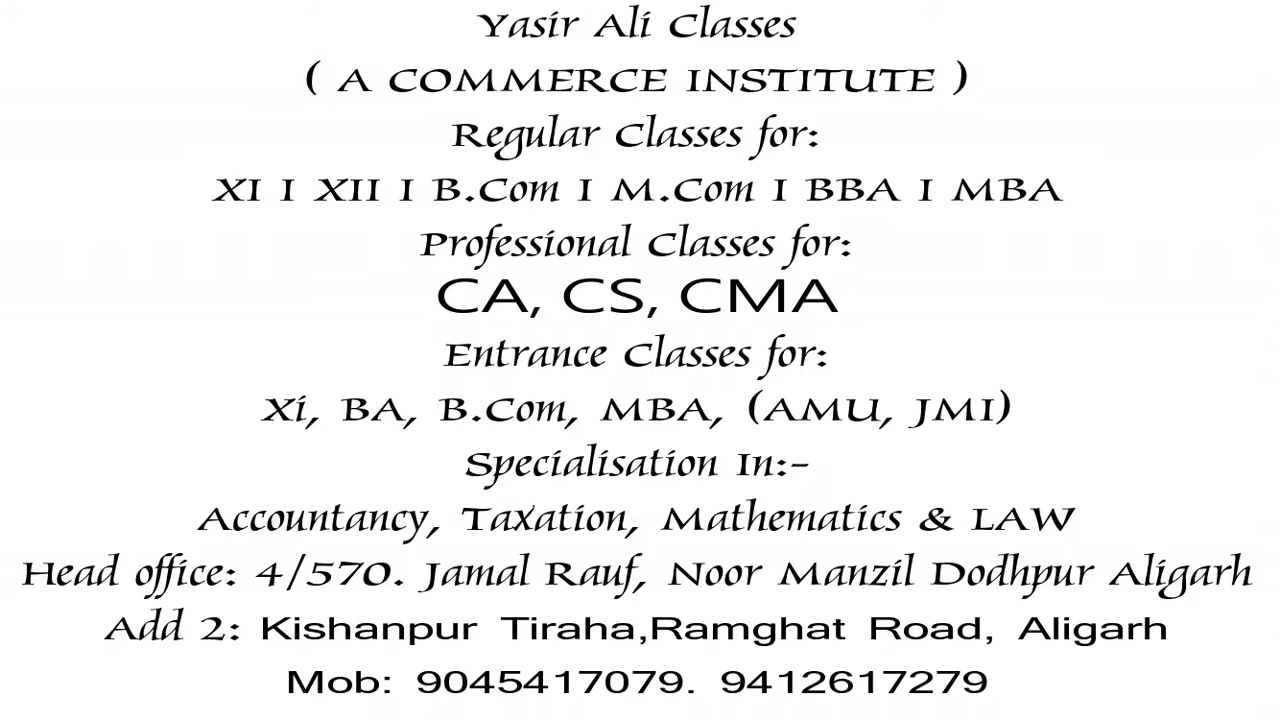 Yasir Ali Classes
( A COMMERCE INSTITUTE )
Regular Classes for:
XI I XII I B.Com I M.Com I BBA I MBA
Professional Classes for:
CA, CS, CMA
Entrance Classes for:
Xi, BA, B.Com, MBA, (AMU, JMI)
Specialisation In:-
Accountancy, Taxation, Mathematics & LAW
Head office: 4/570. Jamal Rauf, Noor Manzil Dodhpur Aligarh
Add 2: Kishanpur Tiraha,Ramghat Road, Aligarh
Mob: 9045417079. 9412617279